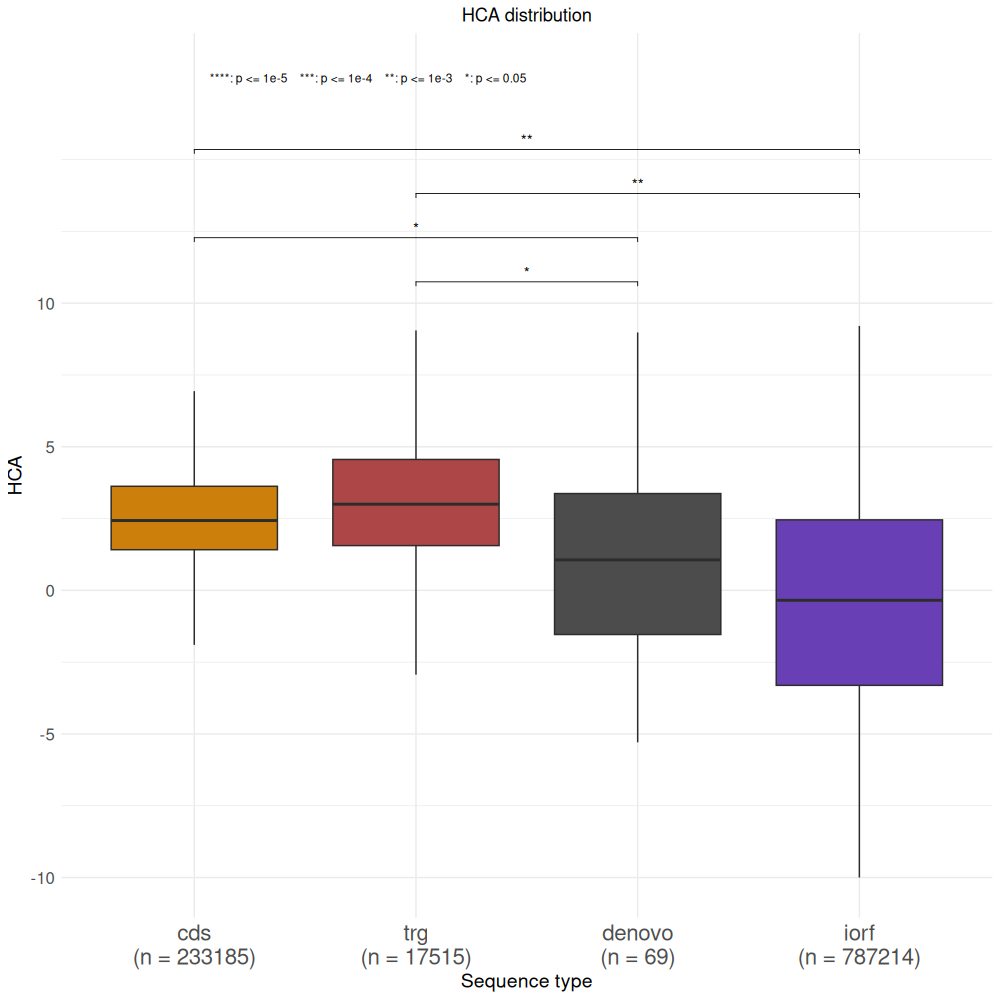 HCA distribution
****: p <= 1e-5 ***: p <= 1e-4 **: p <= 1e-3 *: p <= 0.05
**
**
*
*
10
5
0
-5
-10
HCA
cds trg denovo iorf
(n = 233185) (n = 17515) (n = 69) (n = 787214)
Sequence type